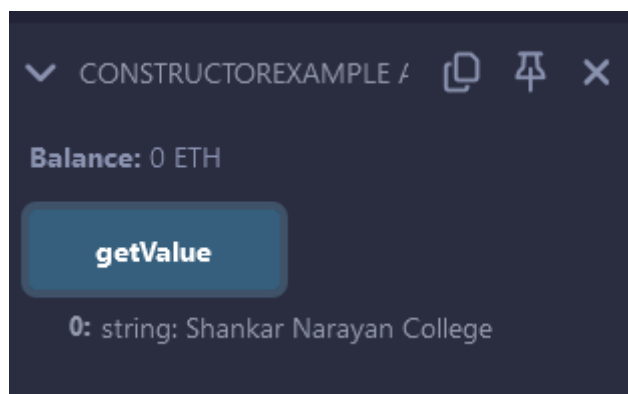 CONSTRUCTOREXAMPLE A
Balance: 0 ETH
getValue
0: string: Shankar Narayan College